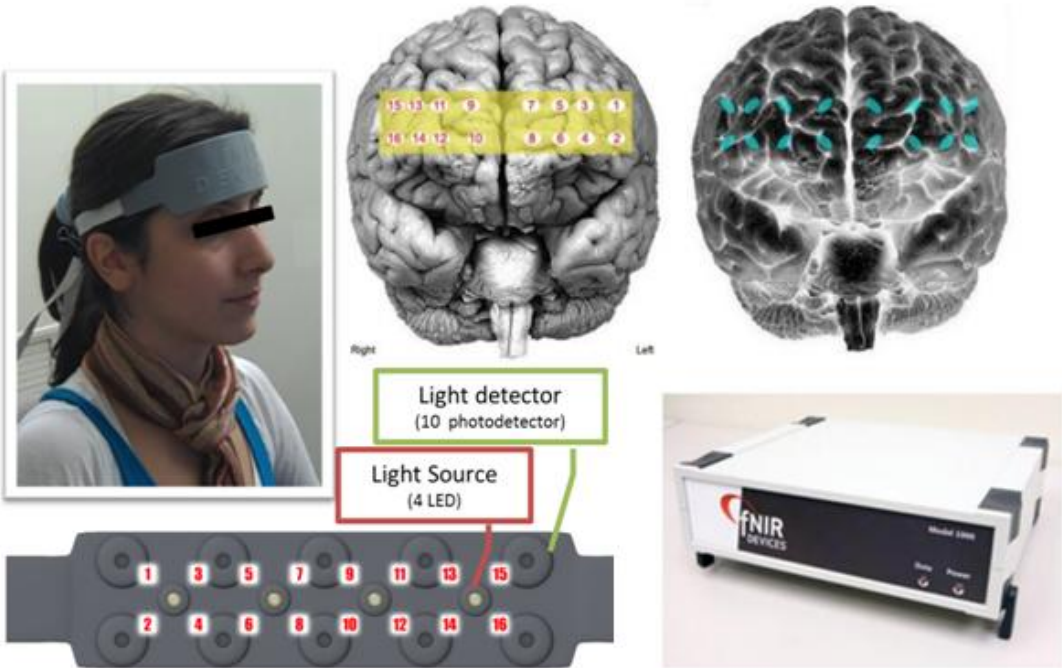 15 13 11 9 7 5 3 1
16 14 12 10 8 6 4 2
Right
Left
Light detector
(10 photodetector)
Light Source
(4 LED)
1 3 5 7 9 11 13 15
2 4 6 8 10 12 14 16
fNIR
DEVICES
Model 1000
Data Power